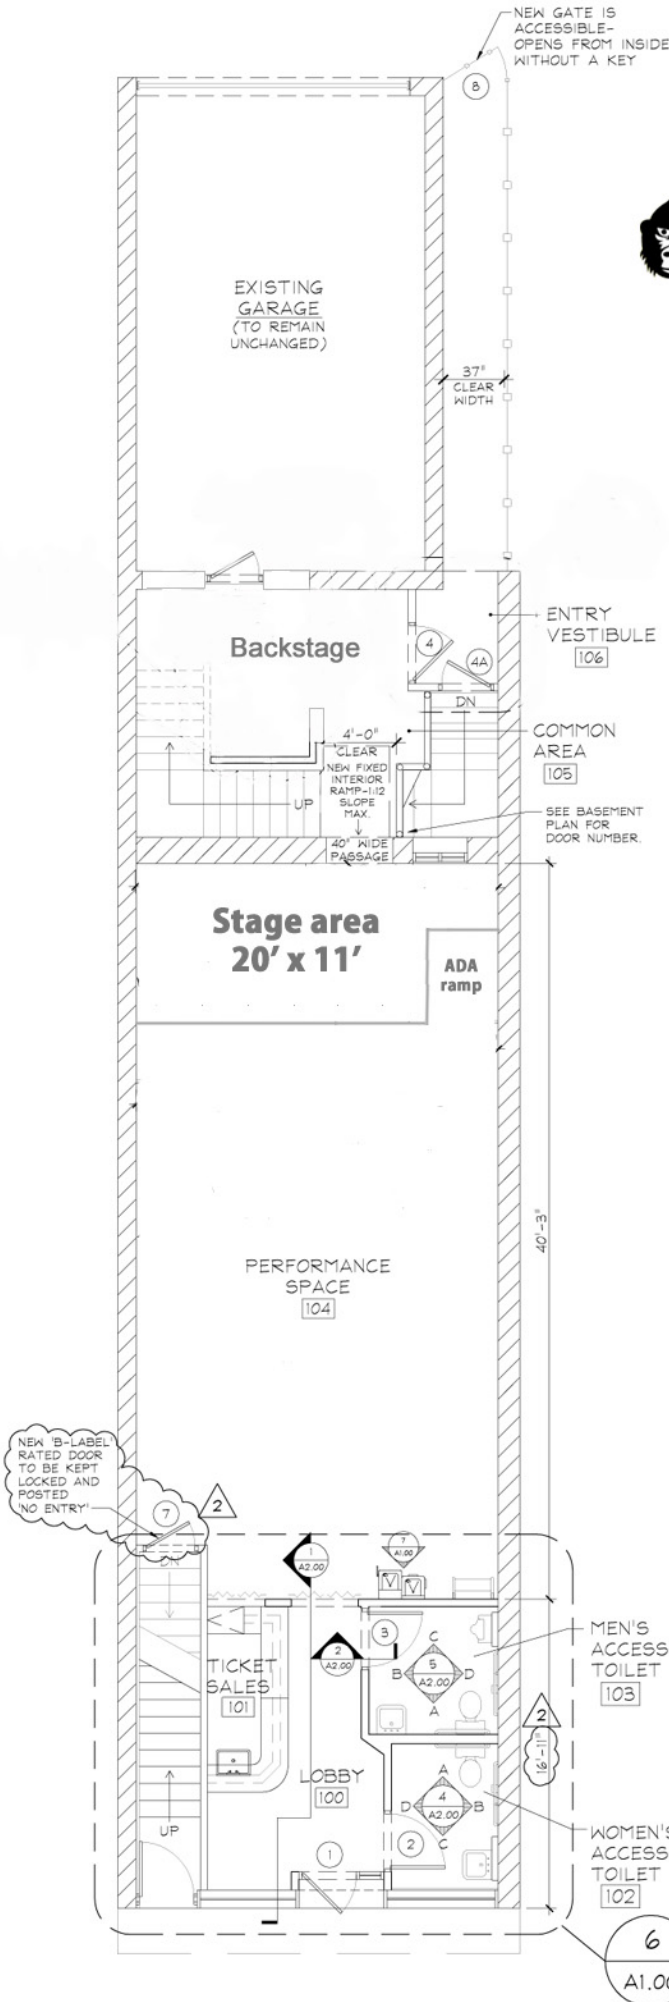 NEW GATE IS
ACCESSIBLE-
OPENS FROM INSIDE
WITHOUT A KEY
8
EXISTING
GARAGE
(TO REMAIN
UNCHANGED)
37"
CLEAR
WIDTH
ENTRY
VESTIBULE
106
Backstage
4
4A
DN
COMMON
AREA
105
4'-0"
CLEAR
NEW FIXED
INTERIOR
RAMP-1:12
SLOPE
MAX.
UP
SEE BASEMENT
PLAN FOR
DOOR NUMBER.
40" WIDE
PASSAGE
Stage area
20' x 11'
ADA
ramp
40'-3"
PERFORMANCE
SPACE
104
NEW 'B-LABEL'
RATED DOOR
TO BE KEPT
LOCKED AND
POSTED
'NO ENTRY'
7
2
DN
1
A2.00
7
A1.00
3
2
A2.00
C
B 5 D
A2.00
A
MEN'S
ACCESS
TOILET
103
TICKET
SALES
101
2
16'-11"
LOBBY
100
A
D 4 B
A2.00
C
UP
2
1
WOMEN'S
ACCESS
TOILET
102
6
A1.00